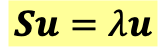 𝑺𝒖 = 𝜆𝒖